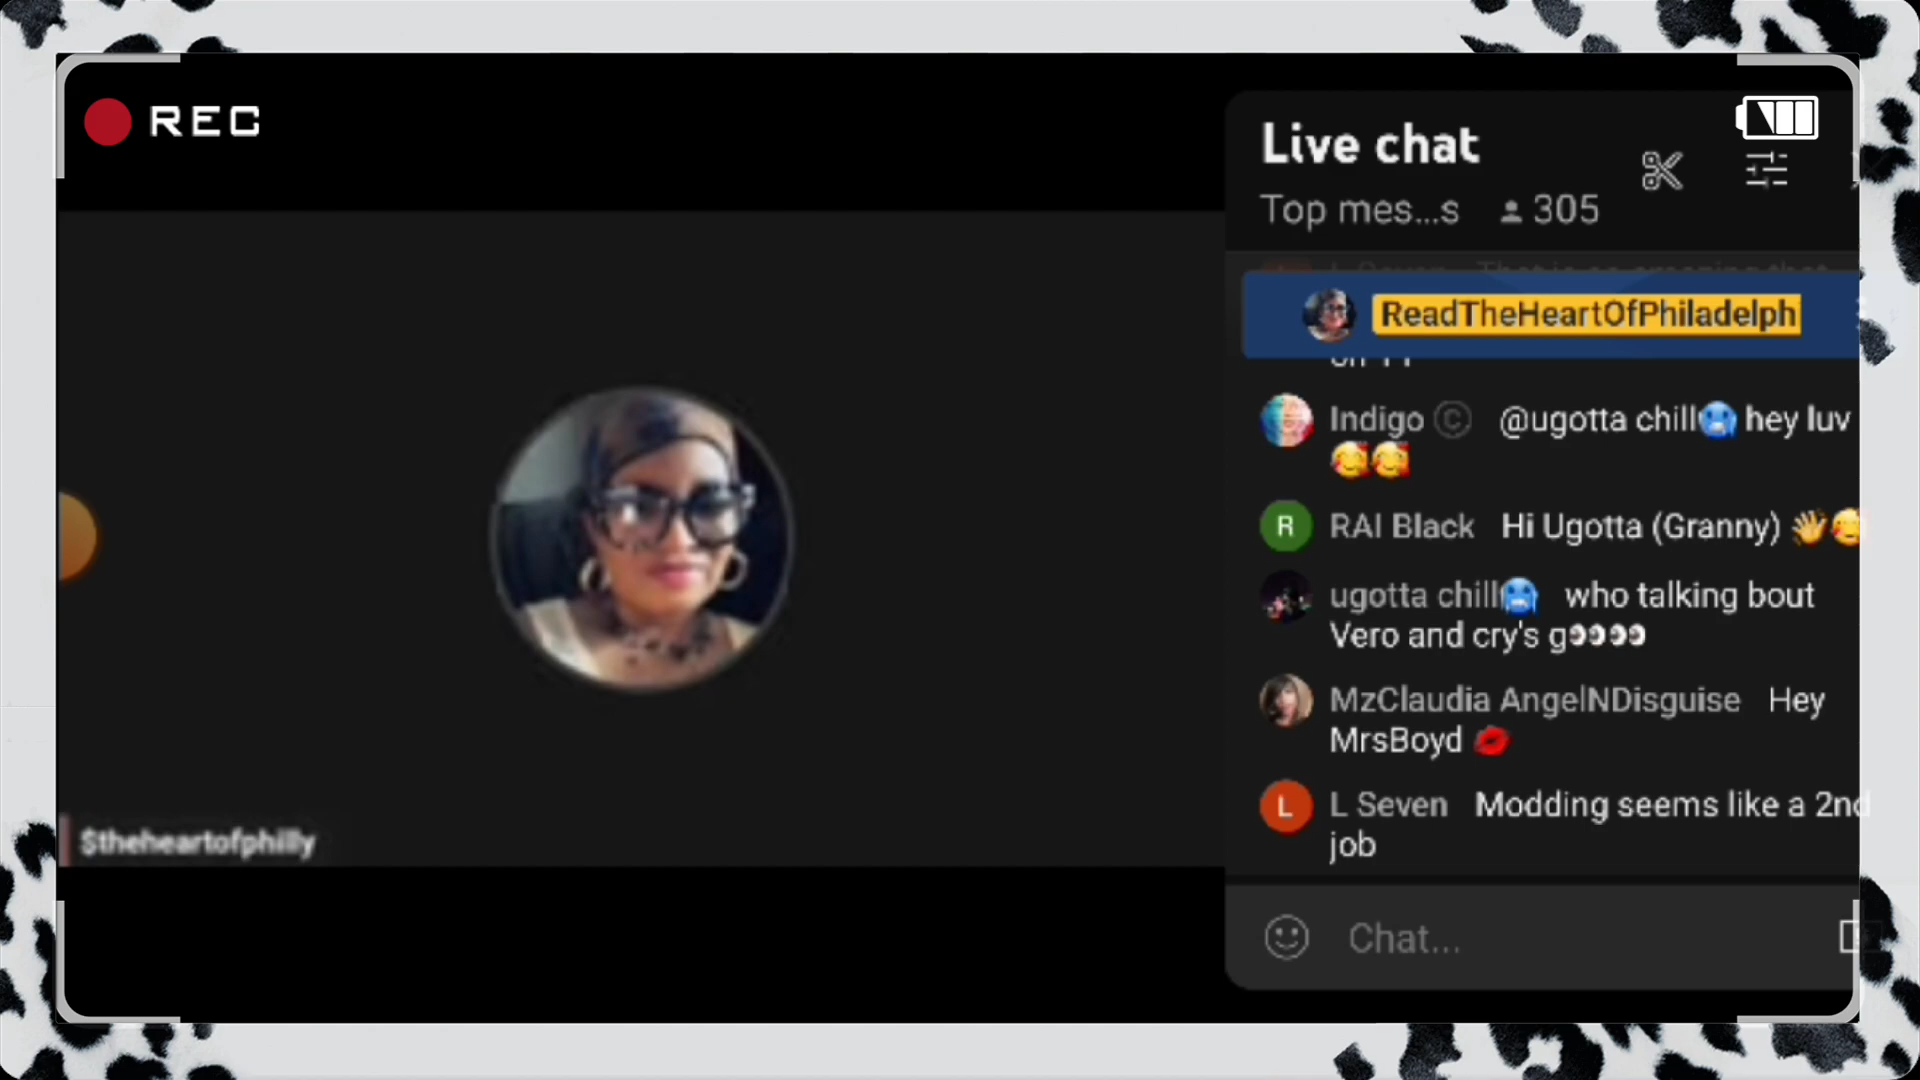 REC
Live chat
Top mes...s 305
ReadTheHeartOfPhiladelph
Indigo © @ugotta chill🥶 hey luv
🥰🥰
R RAI Black Hi Ugotta (Granny) 👋🥰
ugotta chill🥶 who talking bout
Vero and cry's g👀👀
MzClaudia AngelNDisguise Hey
MrsBoyd 💋
L L Seven Modding seems like a 2nd
job
$theheartofphilly
Chat...